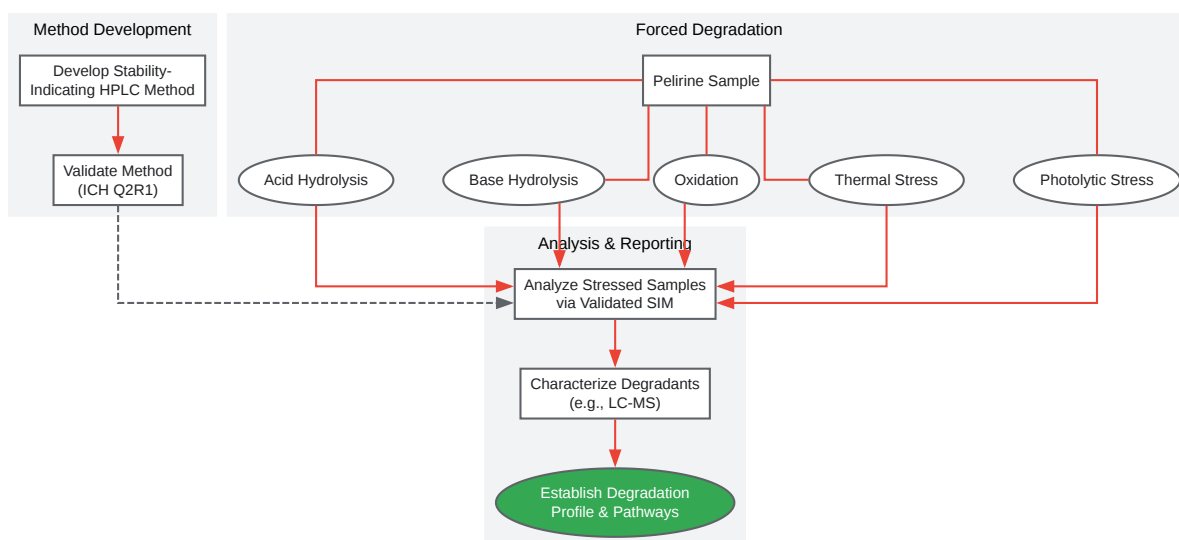 Method Development
Develop Stability-
Indicating HPLC Method
Validate Method
(ICH Q2R1)
Forced Degradation
Pelirine Sample
Acid Hydrolysis
Base Hydrolysis
Oxidation
Thermal Stress
Photolytic Stress
Analysis & Reporting
Analyze Stressed Samples
via Validated SIM
Characterize Degradants
(e.g., LC-MS)
Establish Degradation
Profile & Pathways